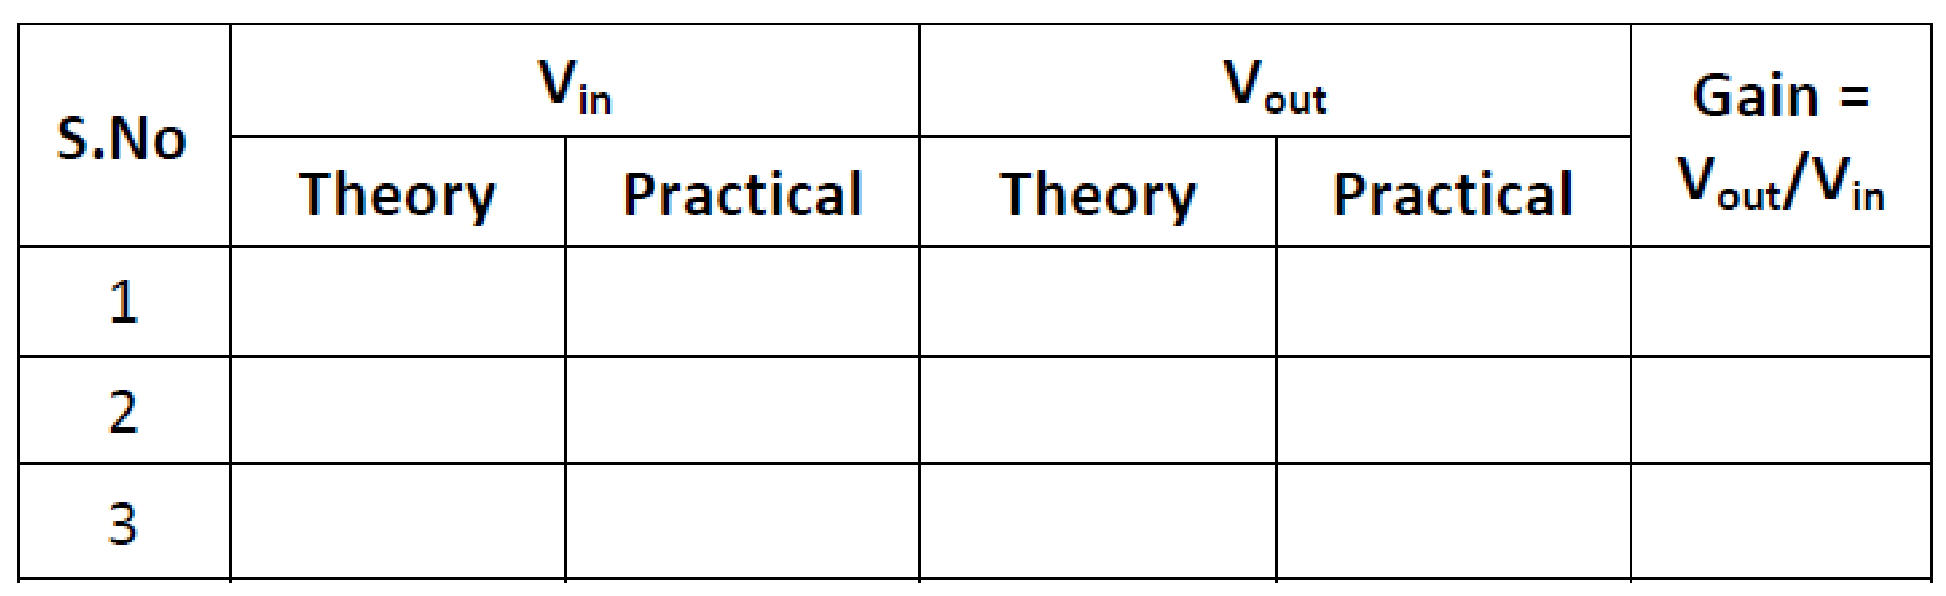 S.No
Vin
Vout
Gain =
Vout/Vin
Theory
Practical
Theory
Practical
1
2
3